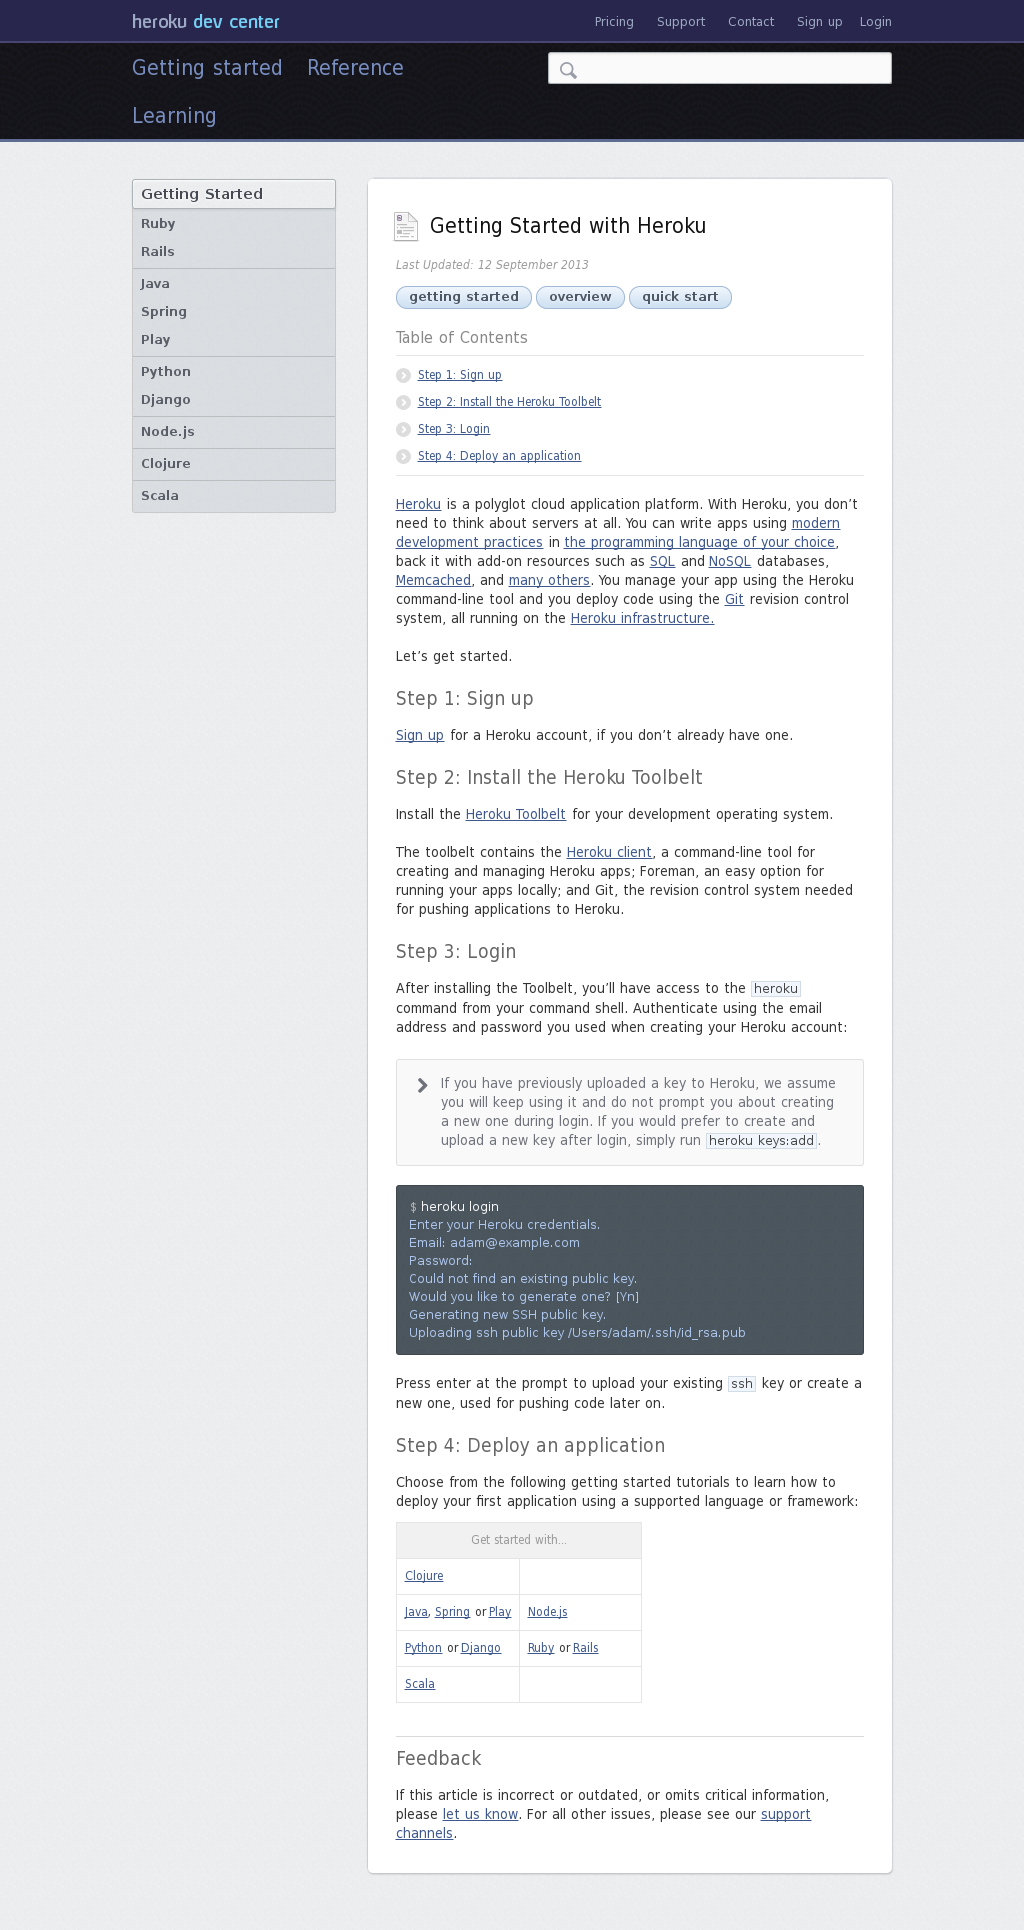 heroku dev center
Pricing Support Contact Sign up Login
Getting started Reference
Learning
Getting Started
Ruby
Rails
Java
Spring
Play
Python
Django
Node.js
Clojure
Scala
Getting Started with Heroku
Last Updated: 12 September 2013
getting started overview quick start
Table of Contents
Step 1: Sign up
Step 2: Install the Heroku Toolbelt
Step 3: Login
Step 4: Deploy an application
Heroku is a polyglot cloud application platform. With Heroku, you don’t
need to think about servers at all. You can write apps using modern
development practices in the programming language of your choice,
back it with add-on resources such as SQL and NoSQL databases,
Memcached, and many others. You manage your app using the Heroku
command-line tool and you deploy code using the Git revision control
system, all running on the Heroku infrastructure.
Let’s get started.
Step 1: Sign up
Sign up for a Heroku account, if you don’t already have one.
Step 2: Install the Heroku Toolbelt
Install the Heroku Toolbelt for your development operating system.
The toolbelt contains the Heroku client, a command-line tool for
creating and managing Heroku apps; Foreman, an easy option for
running your apps locally; and Git, the revision control system needed
for pushing applications to Heroku.
Step 3: Login
After installing the Toolbelt, you’ll have access to the heroku
command from your command shell. Authenticate using the email
address and password you used when creating your Heroku account:
If you have previously uploaded a key to Heroku, we assume
you will keep using it and do not prompt you about creating
a new one during login. If you would prefer to create and
upload a new key after login, simply run heroku keys:add.
$ heroku login
Enter your Heroku credentials.
Email: adam@example.com
Password:
Could not find an existing public key.
Would you like to generate one? [Yn]
Generating new SSH public key.
Uploading ssh public key /Users/adam/.ssh/id_rsa.pub
Press enter at the prompt to upload your existing ssh key or create a
new one, used for pushing code later on.
Step 4: Deploy an application
Choose from the following getting started tutorials to learn how to
deploy your first application using a supported language or framework:
Get started with...
Clojure
Java, Spring or Play Node.js
Python or Django Ruby or Rails
Scala
Feedback
If this article is incorrect or outdated, or omits critical information,
please let us know. For all other issues, please see our support
channels.